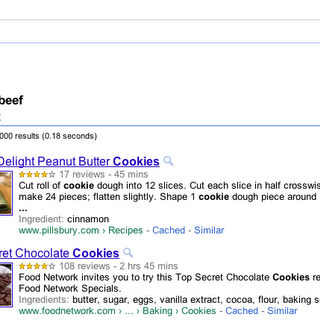 beef
000 results (0.18 seconds)
Delight Peanut Butter Cookies
17 reviews - 45 mins
Cut roll of cookie dough into 12 slices. Cut each slice in half crosswis
make 24 pieces; flatten slightly. Shape 1 cookie dough piece around
...
Ingredient: cinnamon
www.pillsbury.com › Recipes - Cached - Similar
ret Chocolate Cookies
108 reviews - 2 hrs 45 mins
Food Network invites you to try this Top Secret Chocolate Cookies re
Food Network Specials.
Ingredients: butter, sugar, eggs, vanilla extract, cocoa, flour, baking s
www.foodnetwork.com › ... › Baking › Cookies - Cached - Similar